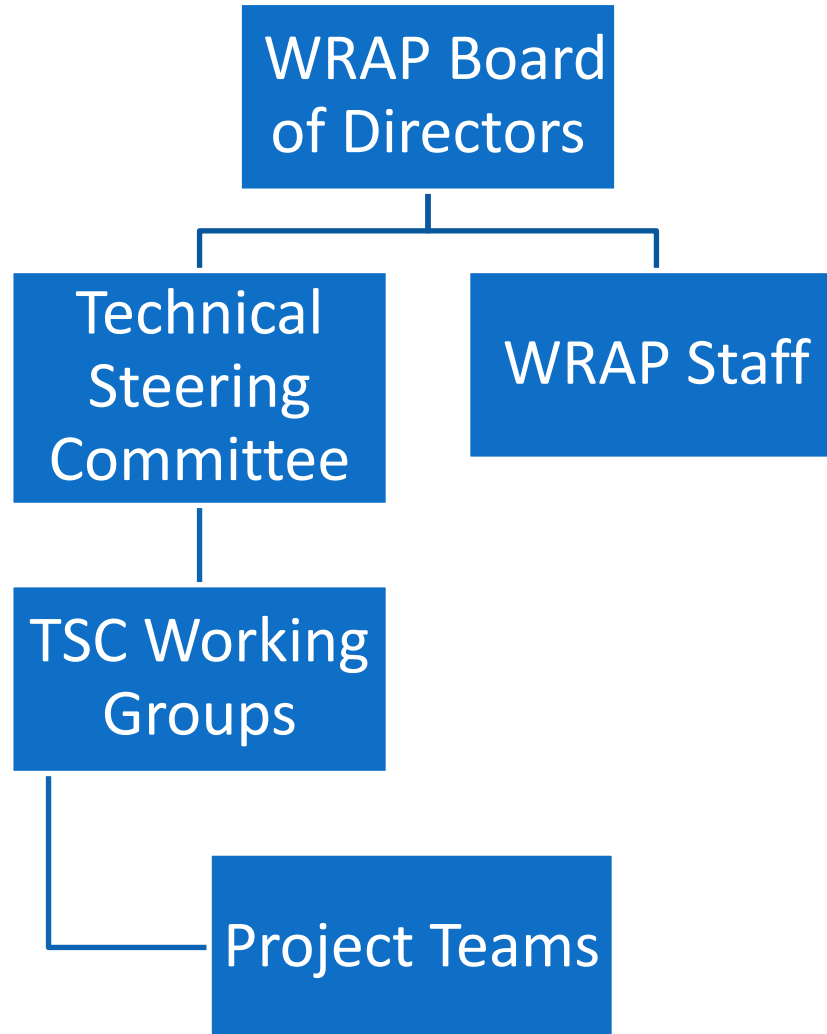 WRAP Board
of Directors
Technical
Steering
Committee
WRAP Staff
TSC Working
Groups
Project Teams